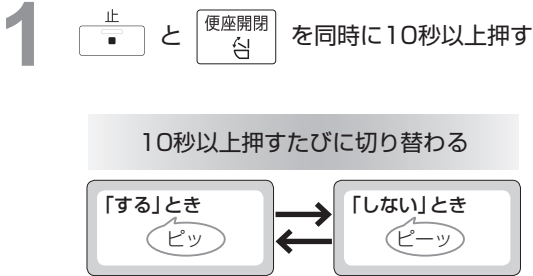 1 止 と 便座開閉 を同時に10秒以上押す
10秒以上押すたびに切り替わる
「する」とき 「しない」とき
ピッ ピーッ